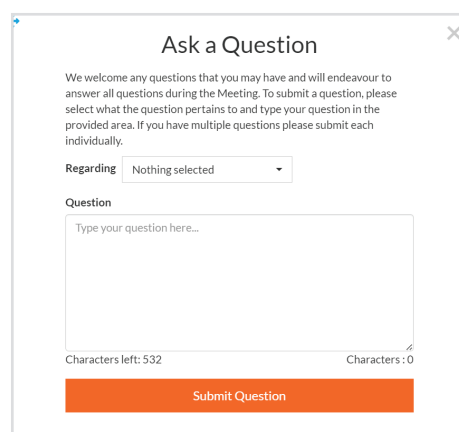 Ask a Question
We welcome any questions that you may have and will endeavour to
answer all questions during the Meeting. To submit a question, please
select what the question pertains to and type your question in the
provided area. If you have multiple questions please submit each
individually.
Regarding Nothing selected
Question
Type your question here...
Characters left: 532 Characters : 0
Submit Question